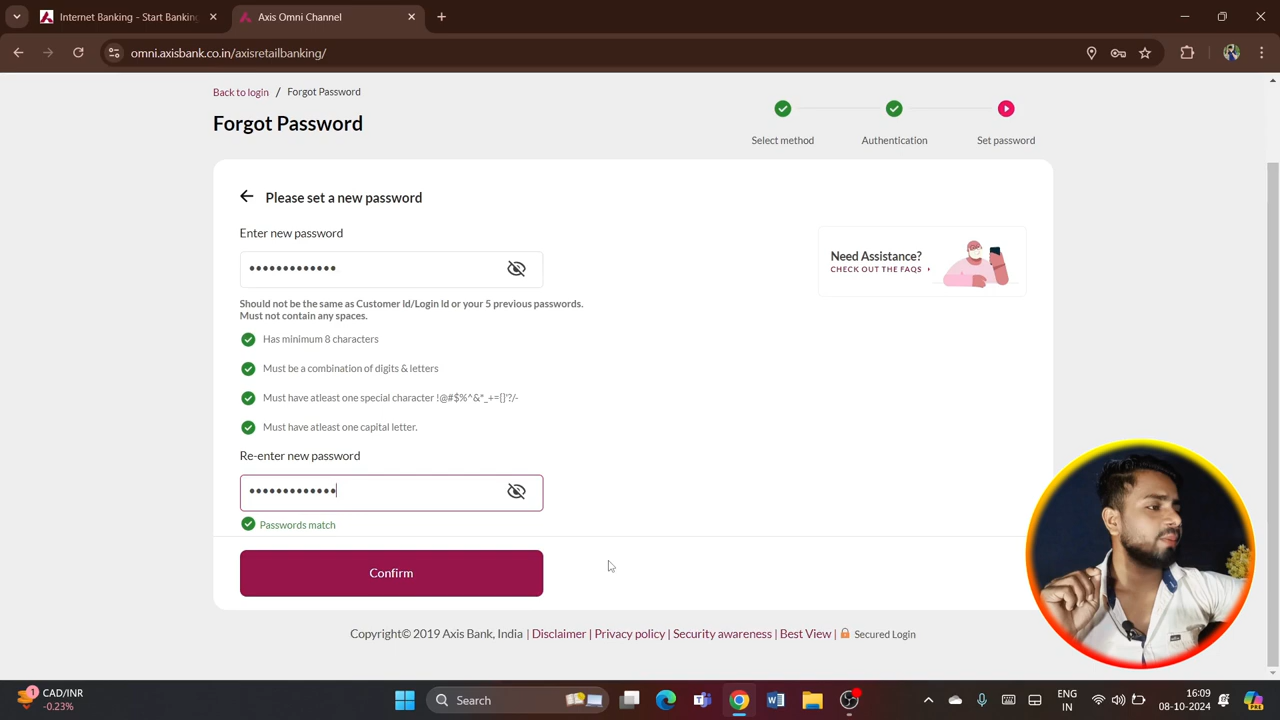 Internet Banking - Start Banking
Axis Omni Channel
omni.axisbank.co.in/axisretailbanking/
Back to login / Forgot Password
Forgot Password
Select method
Authentication
Set password
Please set a new password
Enter new password
•••••••••••••
Should not be the same as Customer Id/Login Id or your 5 previous passwords.
Must not contain any spaces.
Has minimum 8 characters
Must be a combination of digits & letters
Must have atleast one special character !@#$%^&*_+={}'?/-
Must have atleast one capital letter.
Re-enter new password
•••••••••••••
Passwords match
Need Assistance?
CHECK OUT THE FAQS
Confirm
Copyright© 2019 Axis Bank, India | Disclaimer | Privacy policy | Security awareness | Best View | Secured Login
1
CAD/INR
-0.23%
Search
ENG
IN
16:09
08-10-2024